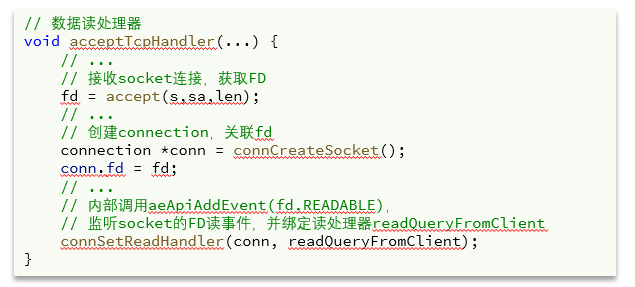 // 数据读处理器
void acceptTcpHandler(...) {
    // ...
    // 接收socket连接，获取FD
    fd = accept(s,sa,len);
    // ...
    // 创建connection，关联fd
    connection *conn = connCreateSocket();
    conn.fd = fd;
    // ...
    // 内部调用aeApiAddEvent(fd,READABLE)，
    // 监听socket的FD读事件，并绑定读处理器readQueryFromClient
    connSetReadHandler(conn, readQueryFromClient);
}